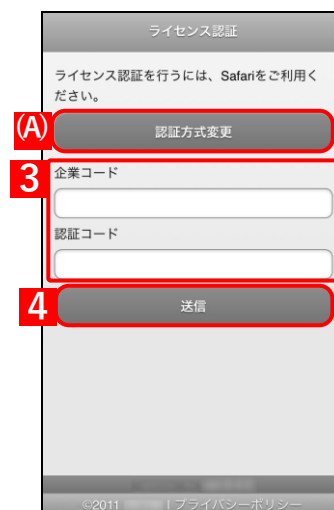 ライセンス認証
ライセンス認証を行うには、Safariをご利用く
ださい。
(A)
認証方式変更
3
企業コード
認証コード
4
送信
©2011 | プライバシーポリシー